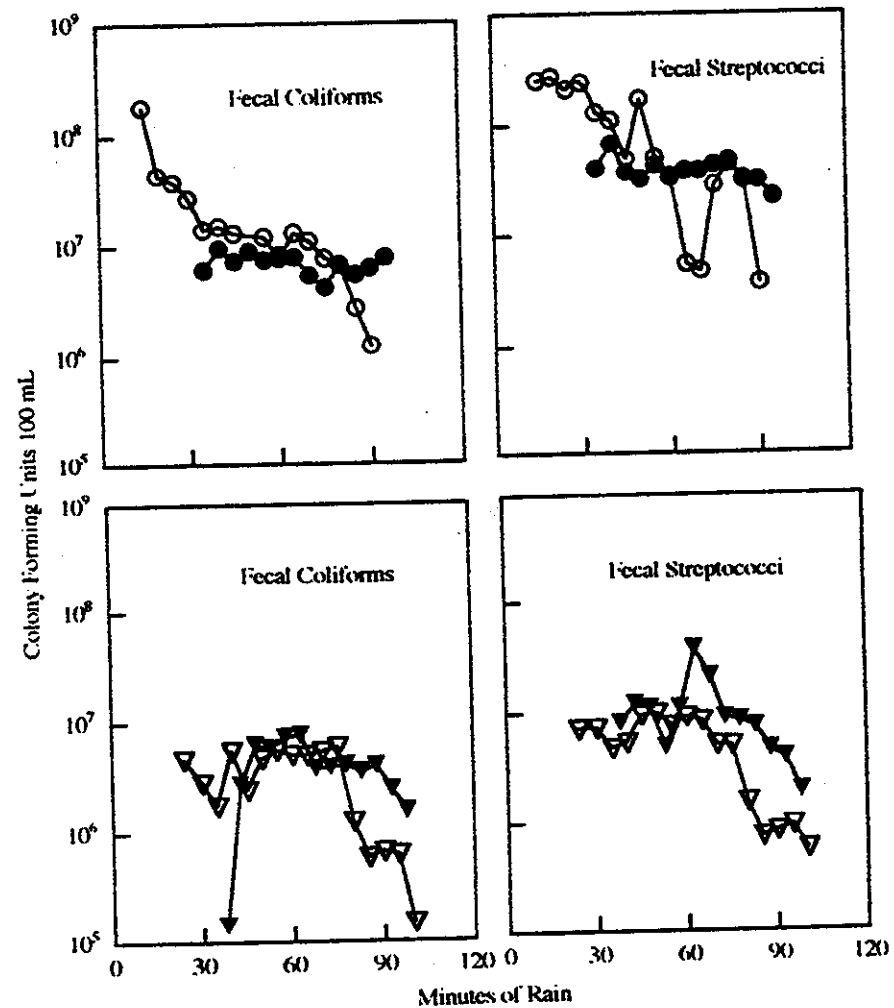 10⁹
Fecal Coliforms
Fecal Streptococci
10⁸
10⁷
10⁶
10⁵
Colony Forming Units 100 mL
10⁹
Fecal Coliforms
Fecal Streptococci
10⁸
10⁷
10⁶
10⁵
0 30 60 90 120 0 30 60 90 120
Minutes of Rain